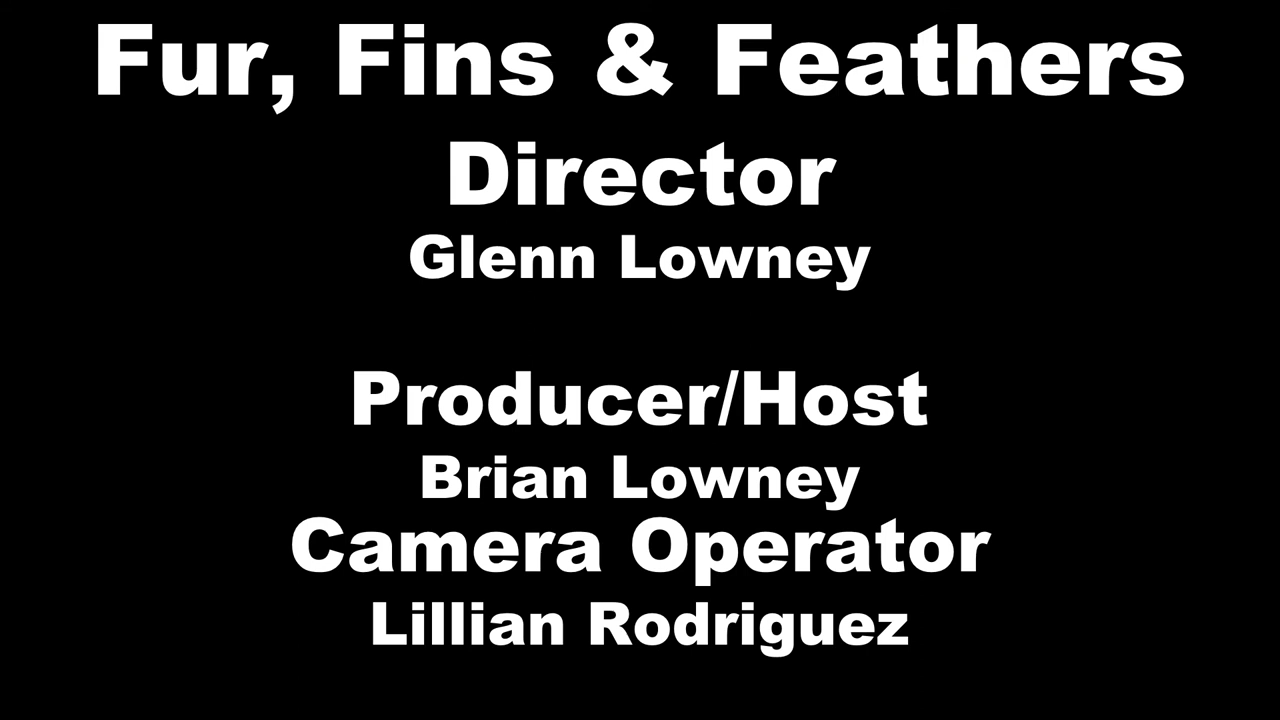 Fur, Fins & Feathers
Director
Glenn Lowney
Producer/Host
Brian Lowney
Camera Operator
Lillian Rodriguez